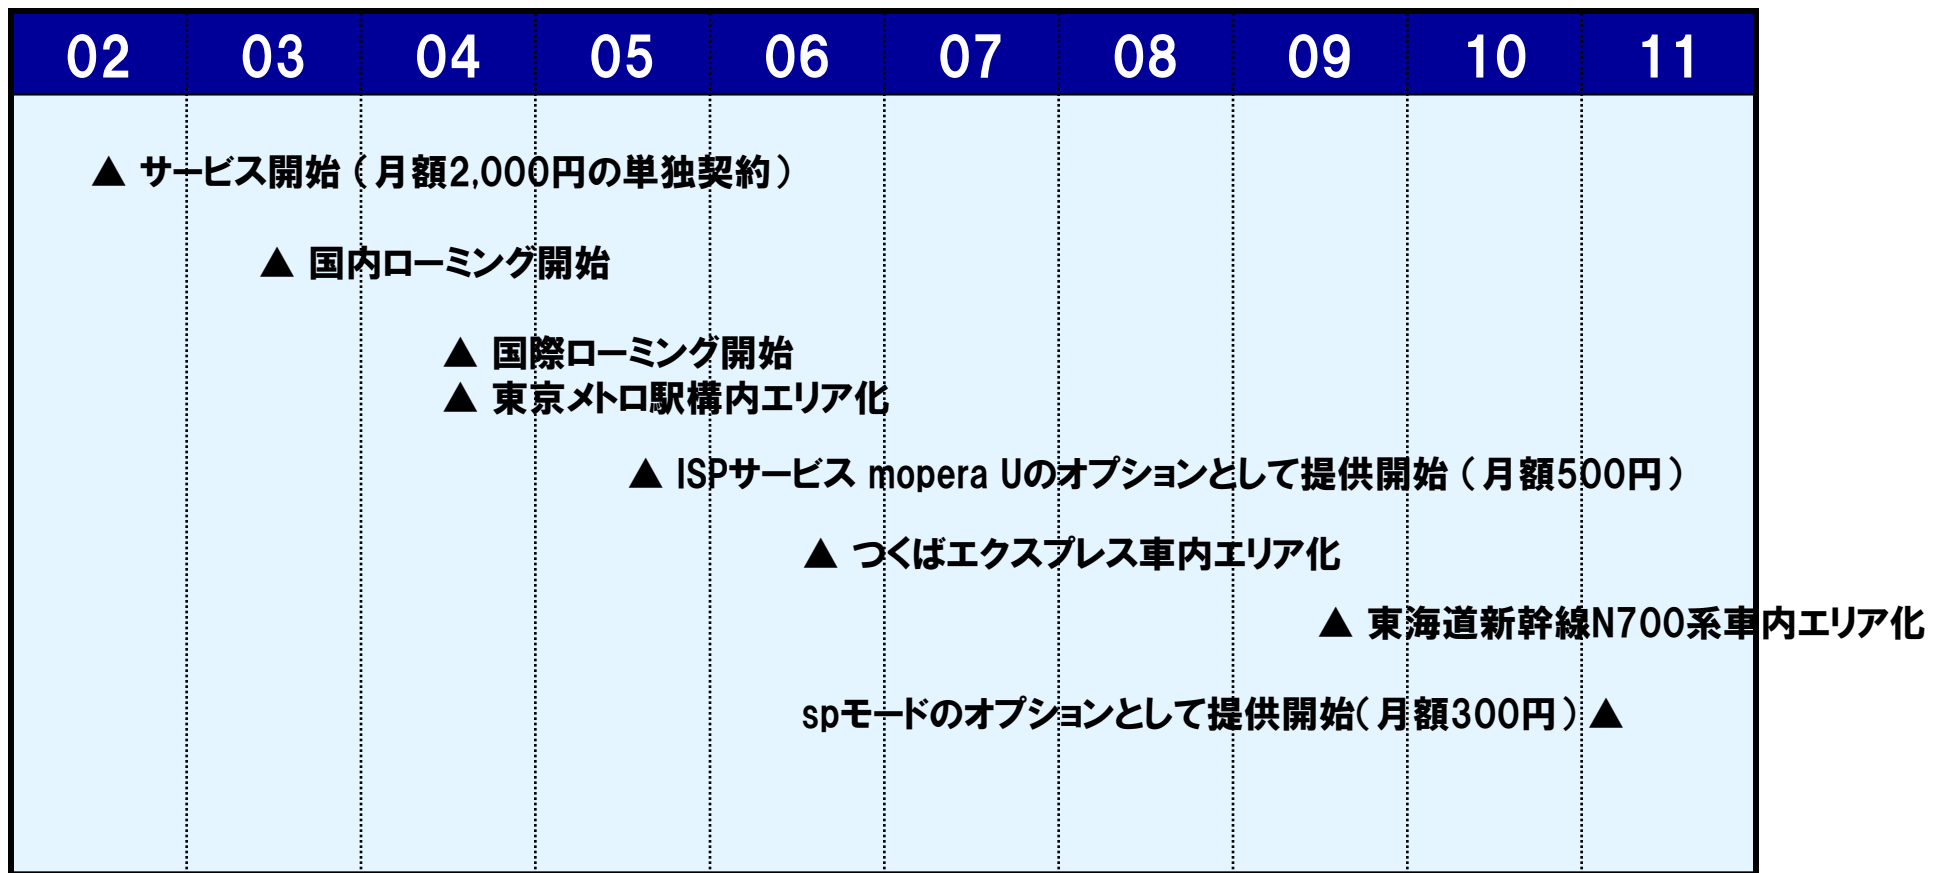 02 03 04 05 06 07 08 09 10 11
▲ サービス開始（月額2,000円の単独契約）
▲ 国内ローミング開始
▲ 国際ローミング開始
▲ 東京メトロ駅構内エリア化
▲ ISPサービス mopera Uのオプションとして提供開始（月額500円）
▲ つくばエクスプレス車内エリア化
▲ 東海道新幹線N700系車内エリア化
spモードのオプションとして提供開始（月額300円）▲